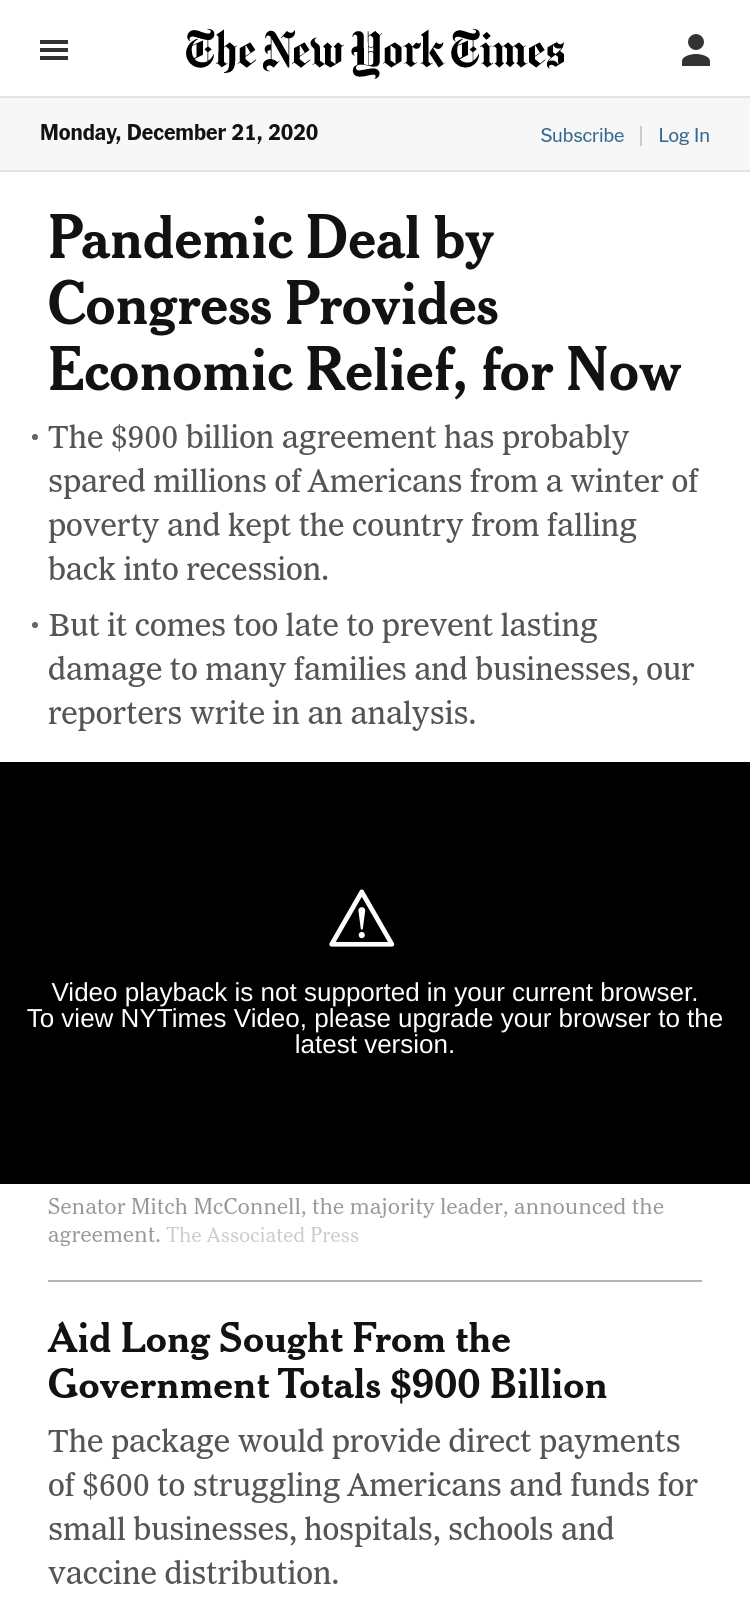 The New York Times
Monday, December 21, 2020
Subscribe | Log In
Pandemic Deal by
Congress Provides
Economic Relief, for Now
• The $900 billion agreement has probably
spared millions of Americans from a winter of
poverty and kept the country from falling
back into recession.
• But it comes too late to prevent lasting
damage to many families and businesses, our
reporters write in an analysis.
Video playback is not supported in your current browser.
To view NYTimes Video, please upgrade your browser to the
latest version.
Senator Mitch McConnell, the majority leader, announced the
agreement. The Associated Press
Aid Long Sought From the
Government Totals $900 Billion
The package would provide direct payments
of $600 to struggling Americans and funds for
small businesses, hospitals, schools and
vaccine distribution.